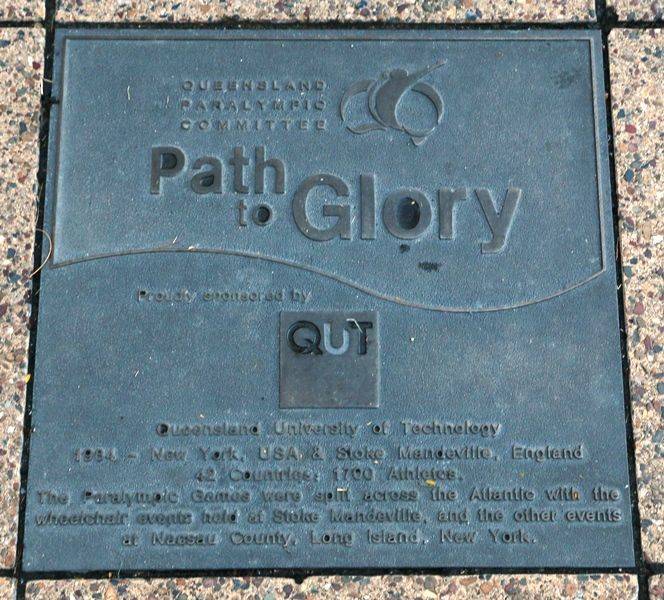 QUEENSLAND
PARALYMPIC
COMMITTEE
Path
to Glory
Proudly sponsored by
QUT
Queensland University of Technology
1984 - New York, USA & Stoke Mandeville, England
42 Countries: 1700 Athletes.
The Paralympic Games were split across the Atlantic with the
wheelchair events held at Stoke Mandeville, and the other events
at Nassau County, Long Island, New York.